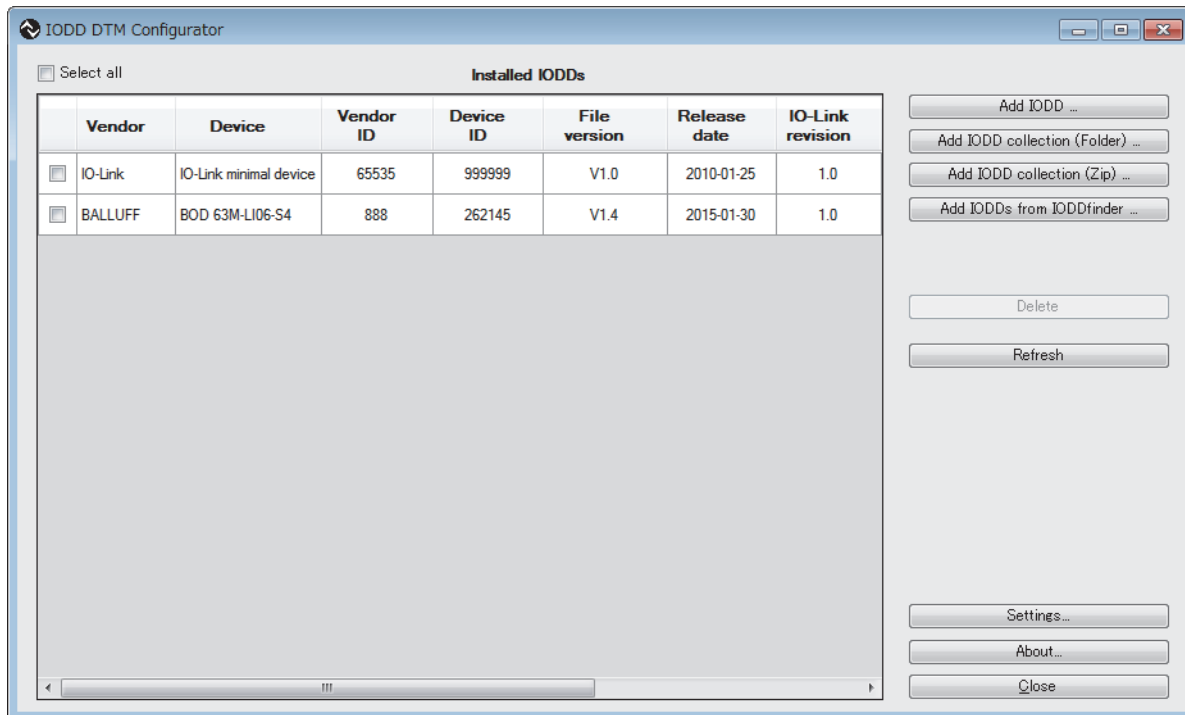 IODD DTM Configurator
Select all
Installed IODDs
Vendor Device Vendor ID Device ID File version Release date IO-Link revision
IO-Link IO-Link minimal device 65535 999999 V1.0 2010-01-25 1.0
BALLUFF BOD 63M-LI06-S4 888 262145 V1.4 2015-01-30 1.0
Add IODD ...
Add IODD collection (Folder) ...
Add IODD collection (Zip) ...
Add IODDs from IODDfinder ...
Delete
Refresh
Settings...
About...
Close